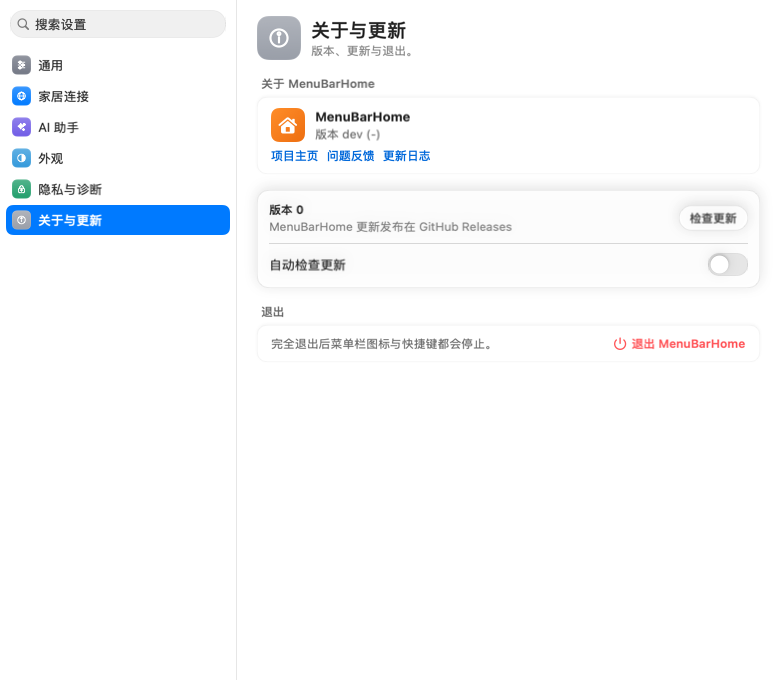 搜索设置
通用
家居连接
AI 助手
外观
隐私与诊断
关于与更新
关于与更新
版本、更新与退出。
关于 MenuBarHome
MenuBarHome
版本 dev (-)
项目主页 问题反馈 更新日志
版本 0
MenuBarHome 更新发布在 GitHub Releases
检查更新
自动检查更新
退出
完全退出后菜单栏图标与快捷键都会停止。
退出 MenuBarHome